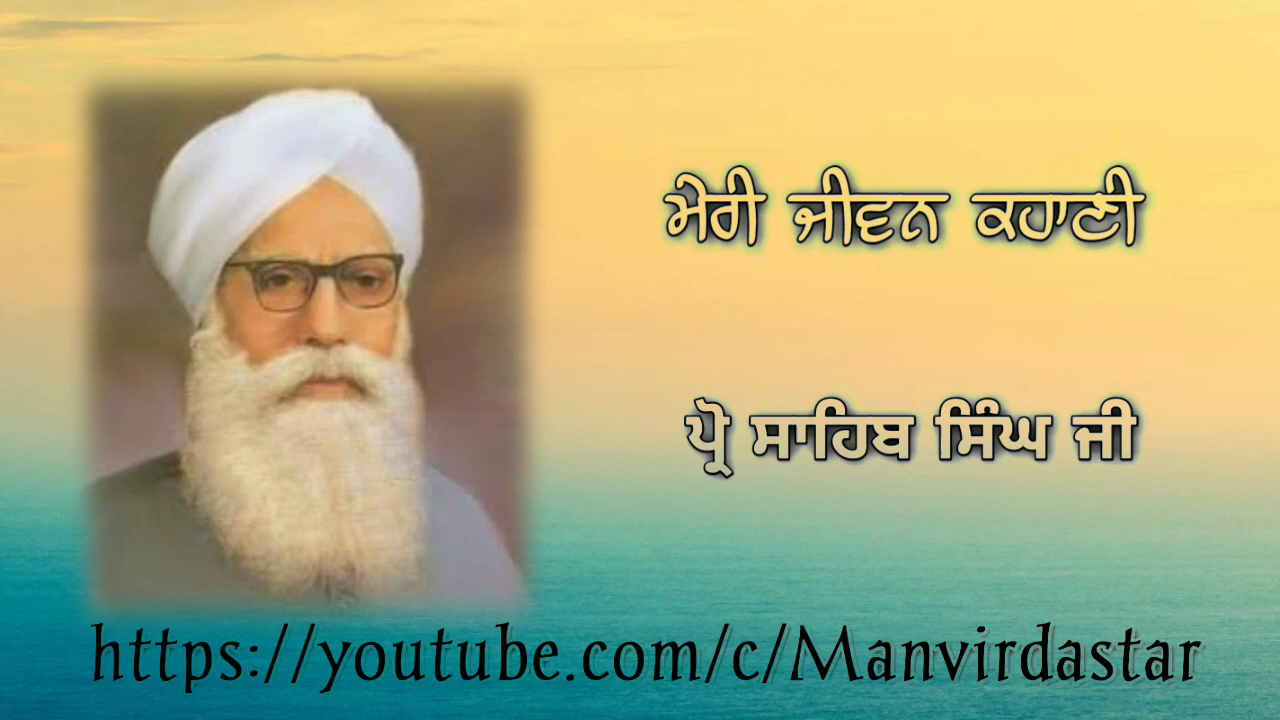 ਮੇਰੀ ਜੀਵਨ ਕਹਾਣੀ
ਪ੍ਰੋ ਸਾਹਿਬ ਸਿੰਘ ਜੀ
https://youtube.com/c/Manvirdastar